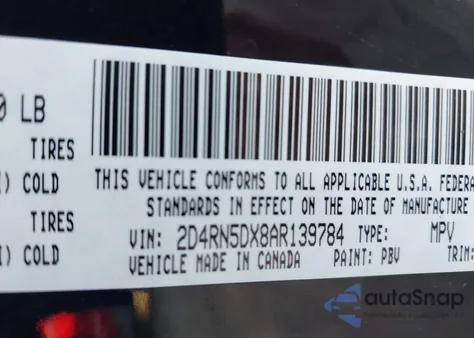 0 LB
TIRES
) COLD
TIRES
) COLD
THIS VEHICLE CONFORMS TO ALL APPLICABLE U.S.A. FEDERA
STANDARDS IN EFFECT ON THE DATE OF MANUFACTURE
VIN: 2D4RN5DX8AR139784 TYPE: MPV
VEHICLE MADE IN CANADA PAINT: PBV TRIM:
autaSnap